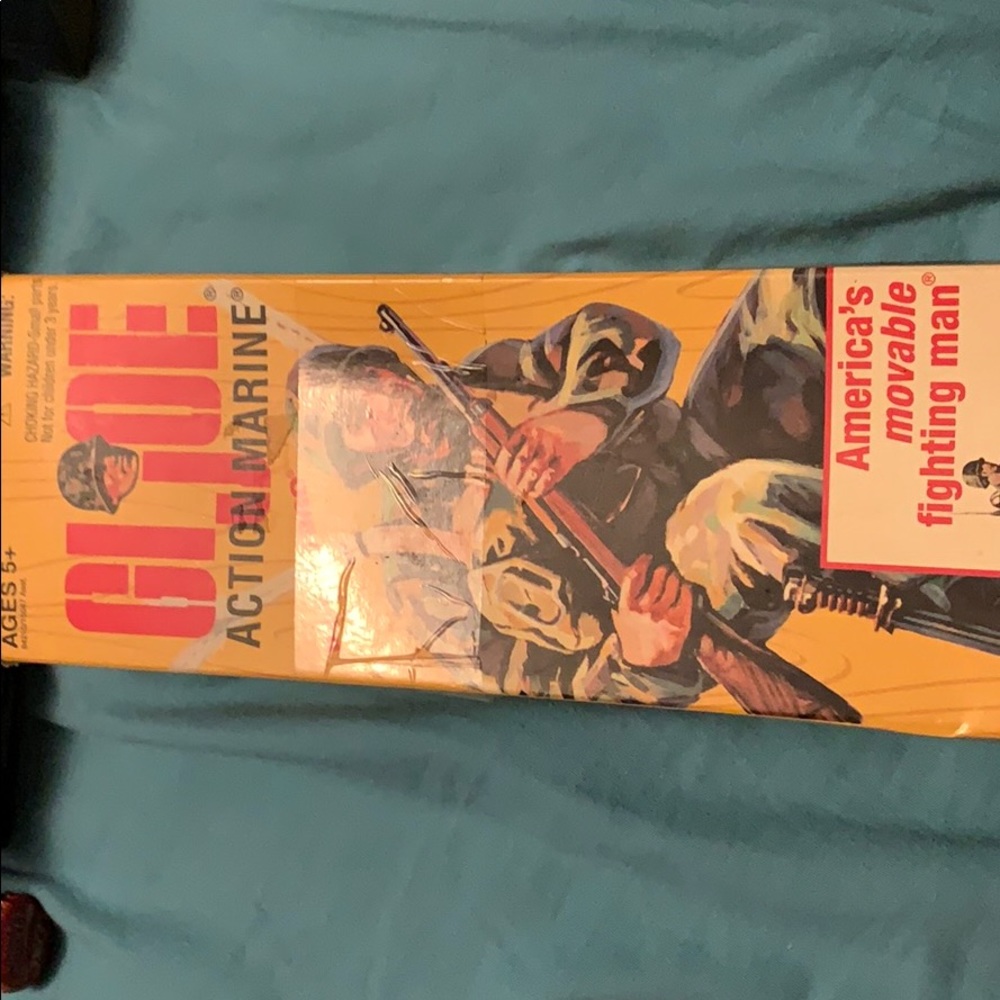 AGES 5+
⚠ WARNING:
CHOKING HAZARD-Small parts
Not for children under 3 years.
GI JOE®
ACTION MARINE®
America's
movable
fighting man®